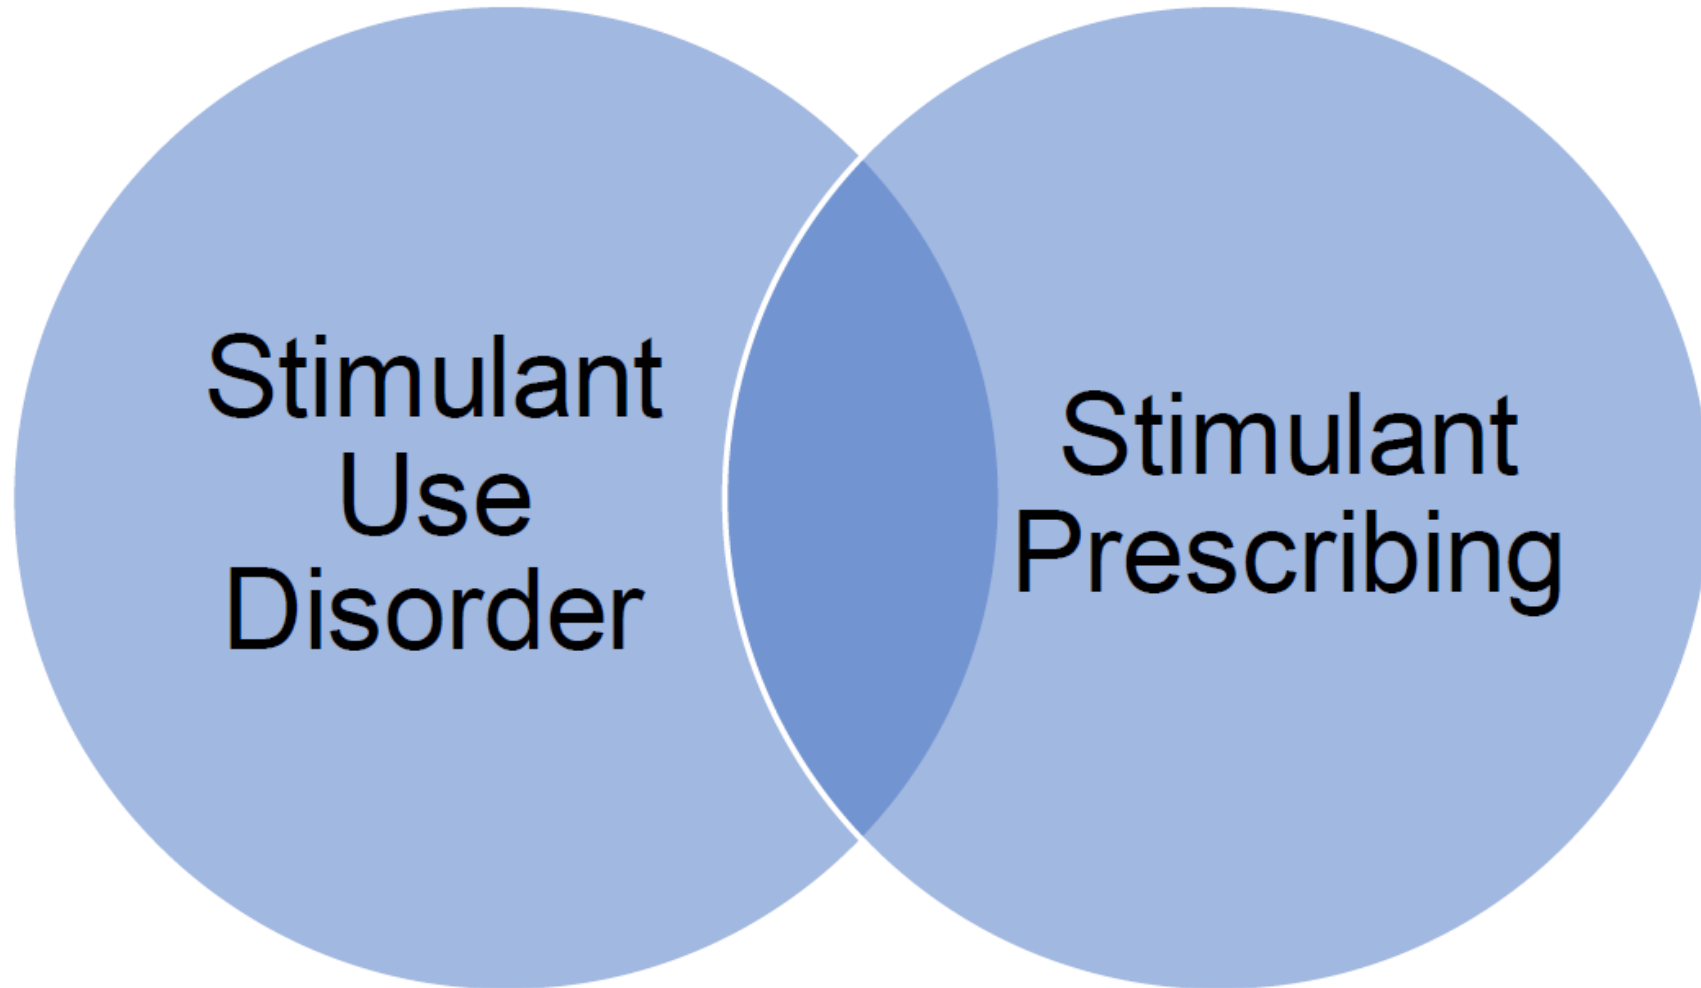 Stimulant
Use
Disorder
Stimulant
Prescribing